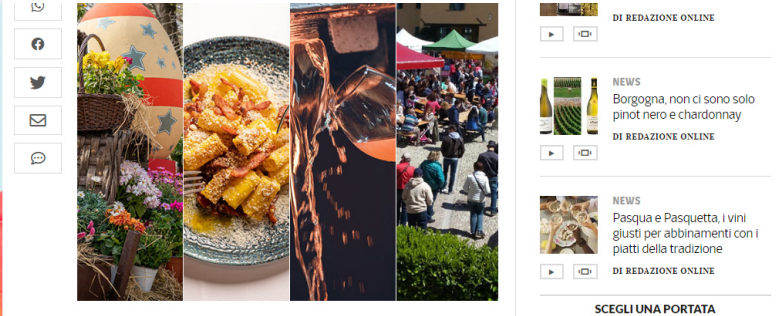 DI REDAZIONE ONLINE
NEWS
Borgogna, non ci sono solo
pinot nero e chardonnay
DI REDAZIONE ONLINE
NEWS
Pasqua e Pasquetta, i vini
giusti per abbinamenti con i
piatti della tradizione
DI REDAZIONE ONLINE
SCEGLI UNA PORTATA